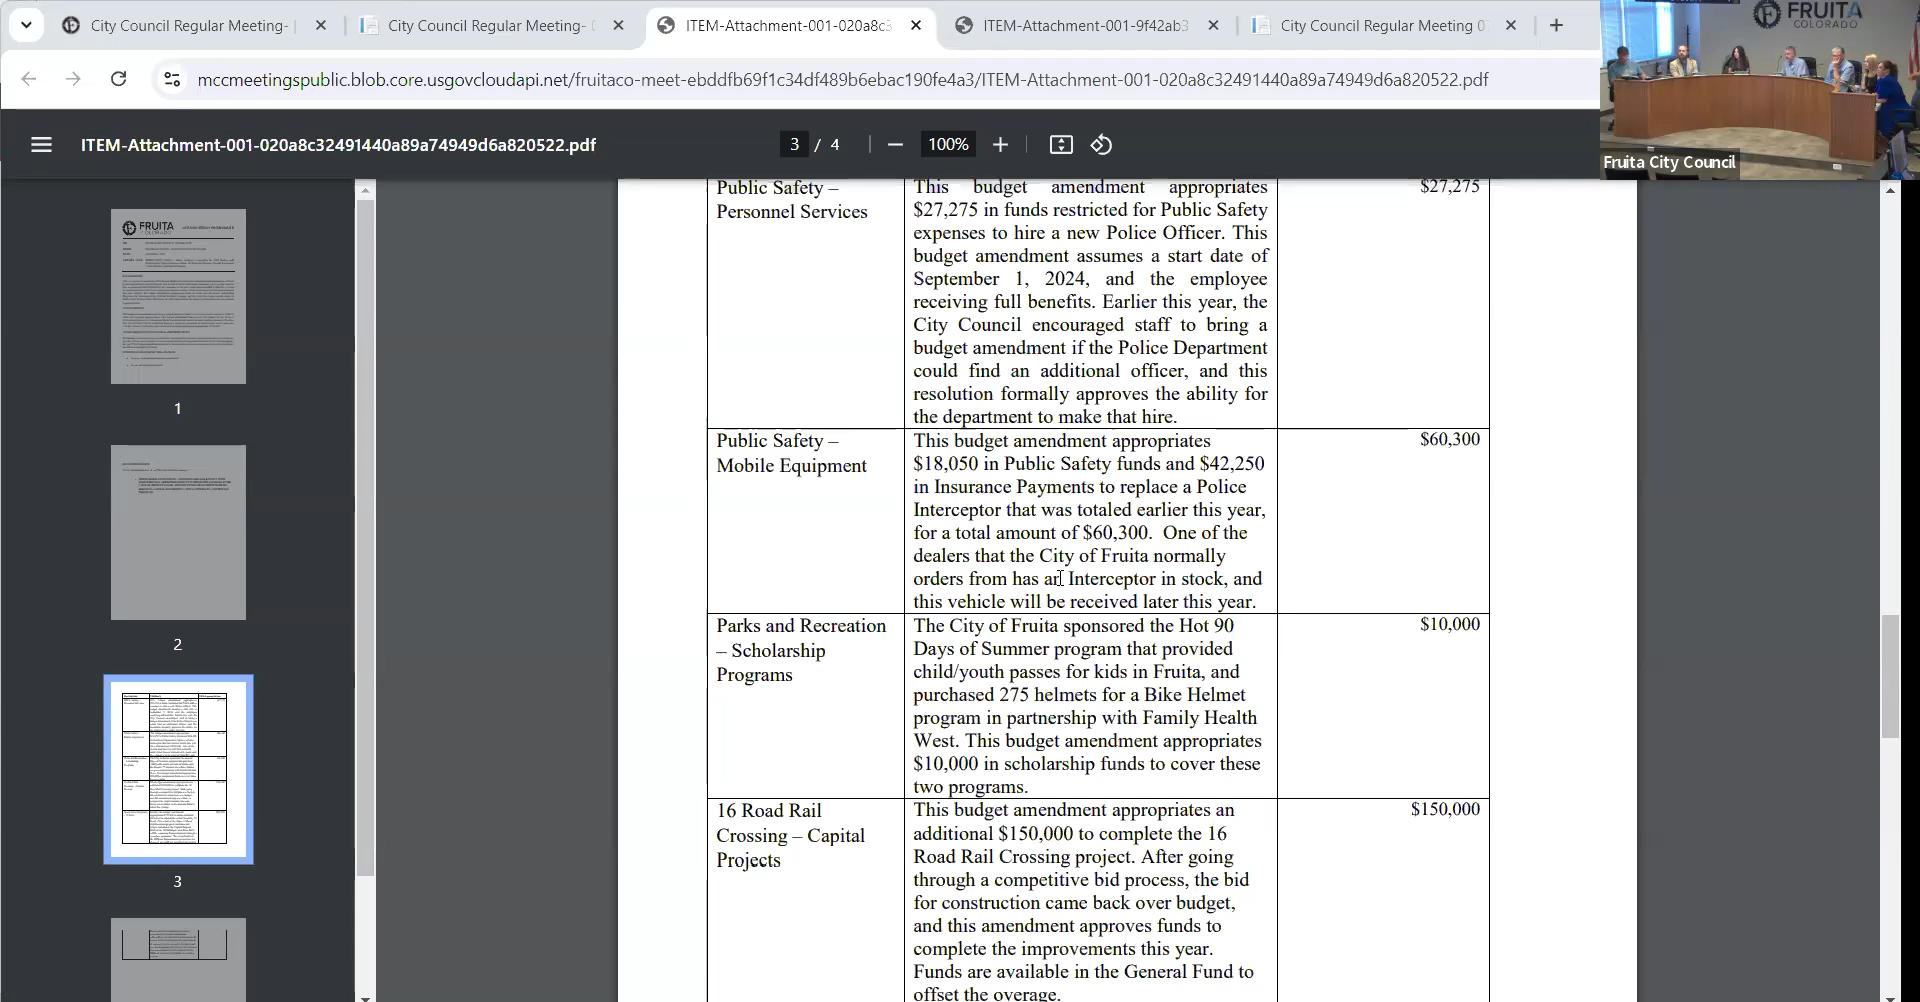 City Council Regular Meeting-
City Council Regular Meeting-
ITEM-Attachment-001-020a8c3
ITEM-Attachment-001-9f42ab3
City Council Regular Meeting 0
mccmeetingspublic.blob.core.usgovcloudapi.net/fruitaco-meet-ebddfb69f1c34df489b6ebac190fe4a3/ITEM-Attachment-001-020a8c32491440a89a74949d6a820522.pdf
FRUITA
COLORADO
Fruita City Council
ITEM-Attachment-001-020a8c32491440a89a74949d6a820522.pdf
3 / 4
100%
FRUITA
COLORADO
1
2
3
Public Safety –
Personnel Services
This budget amendment appropriates
$27,275 in funds restricted for Public Safety
expenses to hire a new Police Officer. This
budget amendment assumes a start date of
September 1, 2024, and the employee
receiving full benefits. Earlier this year, the
City Council encouraged staff to bring a
budget amendment if the Police Department
could find an additional officer, and this
resolution formally approves the ability for
the department to make that hire.
$27,275
Public Safety –
Mobile Equipment
This budget amendment appropriates
$18,050 in Public Safety funds and $42,250
in Insurance Payments to replace a Police
Interceptor that was totaled earlier this year,
for a total amount of $60,300. One of the
dealers that the City of Fruita normally
orders from has an Interceptor in stock, and
this vehicle will be received later this year.
$60,300
Parks and Recreation
– Scholarship
Programs
The City of Fruita sponsored the Hot 90
Days of Summer program that provided
child/youth passes for kids in Fruita, and
purchased 275 helmets for a Bike Helmet
program in partnership with Family Health
West. This budget amendment appropriates
$10,000 in scholarship funds to cover these
two programs.
$10,000
16 Road Rail
Crossing – Capital
Projects
This budget amendment appropriates an
additional $150,000 to complete the 16
Road Rail Crossing project. After going
through a competitive bid process, the bid
for construction came back over budget,
and this amendment approves funds to
complete the improvements this year.
Funds are available in the General Fund to
offset the overage.
$150,000